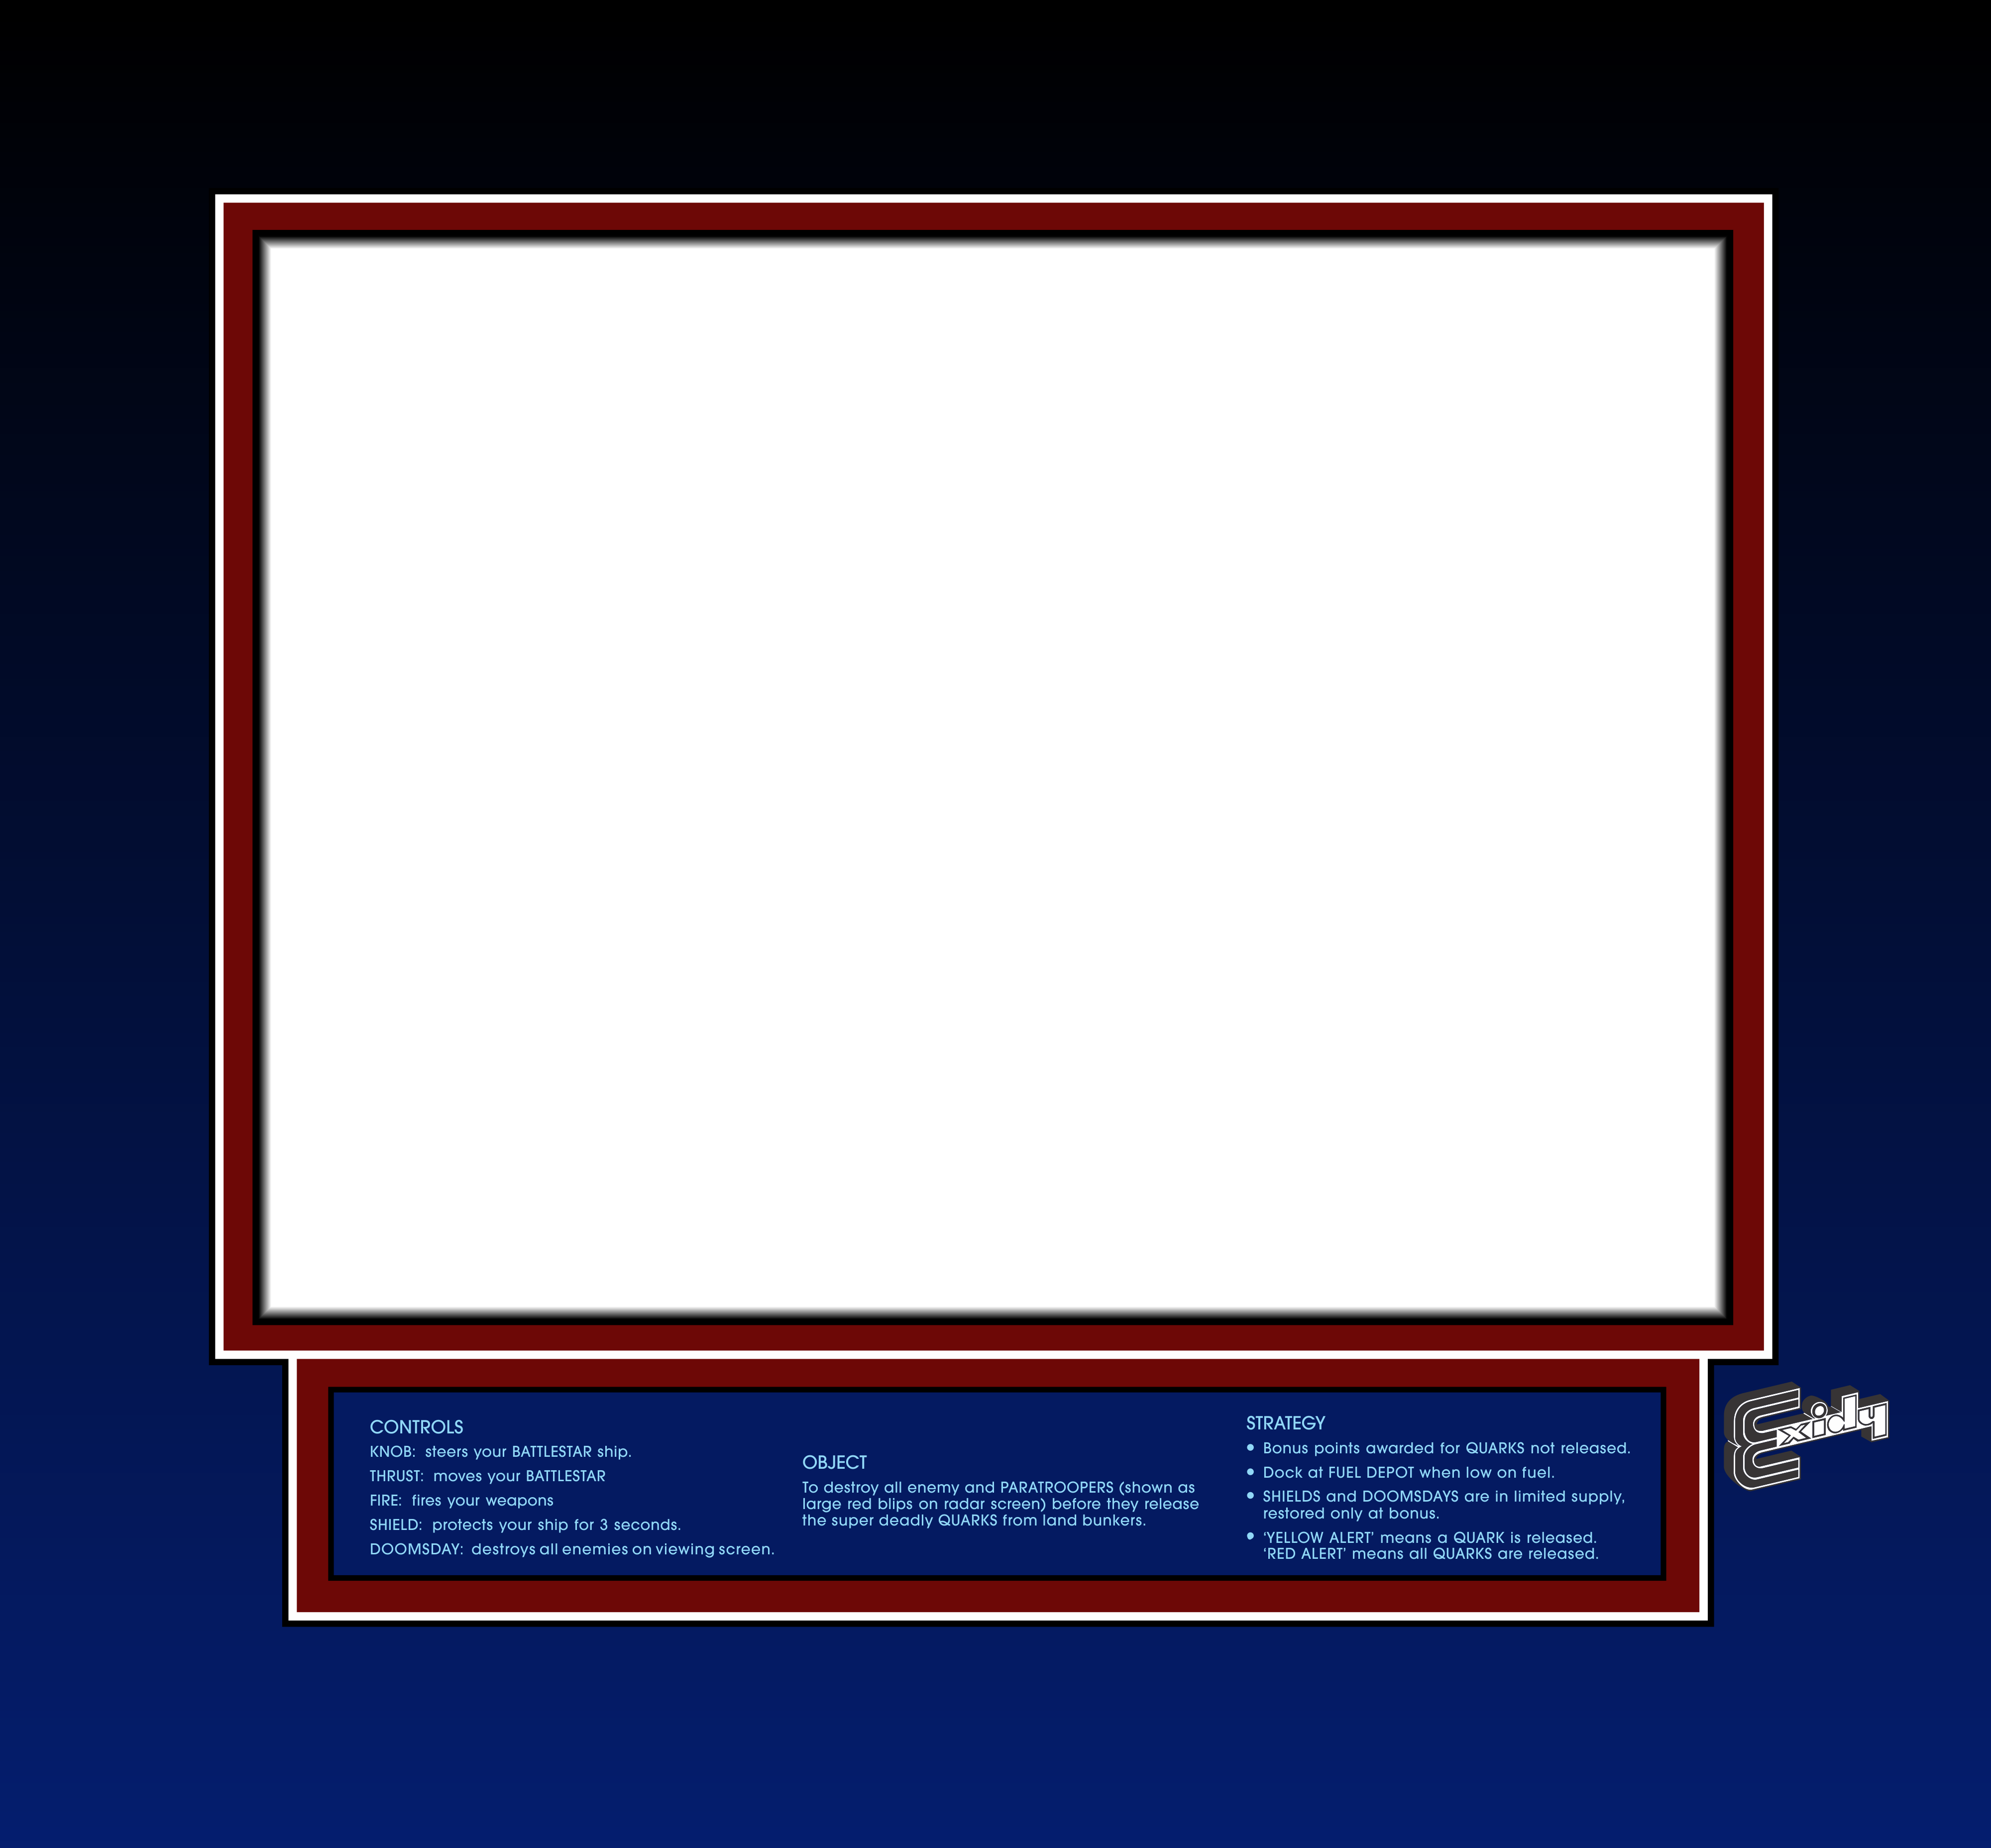 CONTROLS
KNOB: steers your BATTLESTAR ship.
THRUST: moves your BATTLESTAR
FIRE: fires your weapons
SHIELD: protects your ship for 3 seconds.
DOOMSDAY: destroys all enemies on viewing screen.
OBJECT
To destroy all enemy and PARATROOPERS (shown as
large red blips on radar screen) before they release
the super deadly QUARKS from land bunkers.
STRATEGY
• Bonus points awarded for QUARKS not released.
• Dock at FUEL DEPOT when low on fuel.
• SHIELDS and DOOMSDAYS are in limited supply,
restored only at bonus.
• ‘YELLOW ALERT’ means a QUARK is released.
‘RED ALERT’ means all QUARKS are released.
Exidy